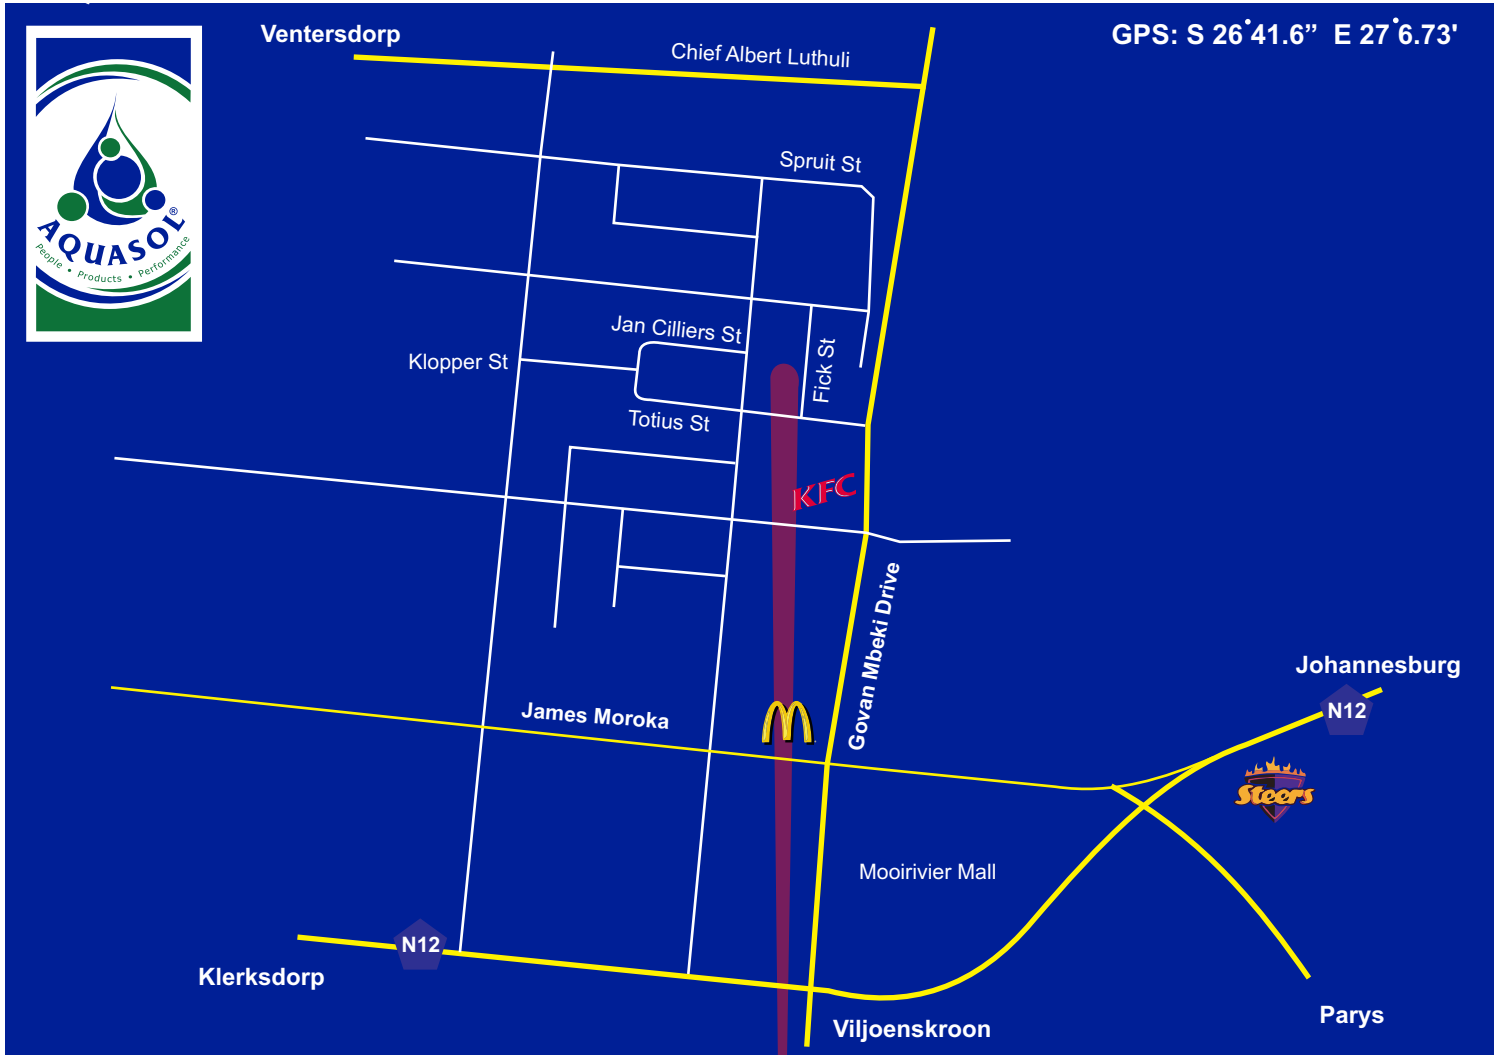 Ventersdorp
GPS: S 26°41.6” E 27°6.73'
Chief Albert Luthuli
AQUASOL®
People • Products • Performance
Spruit St
Jan Cilliers St
Klopper St
Fick St
Totius St
KFC
Govan Mbeki Drive
Johannesburg
N12
James Moroka
Steers
Mooirivier Mall
N12
Klerksdorp
Viljoenskroon
Parys